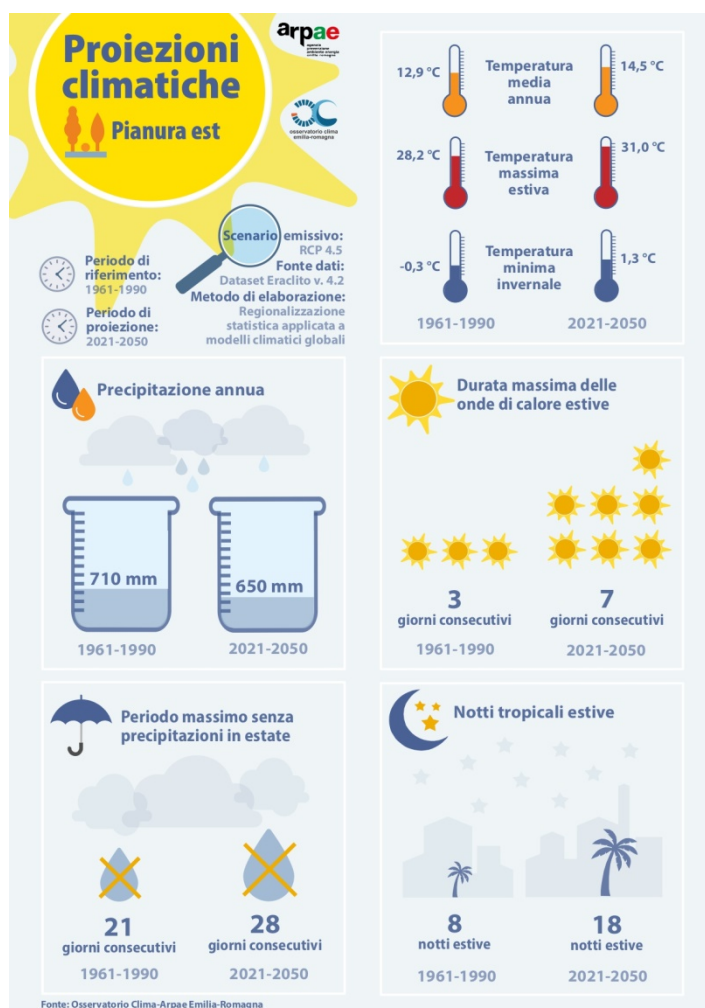 Proiezioni
climatiche
Pianura est
arpae
agenzia
prevenzione
ambiente energia
emilia-romagna
osservatorio clima
emilia-romagna
Periodo di
riferimento:
1961-1990
Periodo di
proiezione:
2021-2050
Scenario emissivo:
RCP 4.5
Fonte dati:
Dataset Eraclito v. 4.2
Metodo di elaborazione:
Regionalizzazione
statistica applicata a
modelli climatici globali
12,9 °C
Temperatura
media
annua
14,5 °C
28,2 °C
Temperatura
massima
estiva
31,0 °C
-0,3 °C
Temperatura
minima
invernale
1,3 °C
1961-1990
2021-2050
Precipitazione annua
710 mm
650 mm
1961-1990
2021-2050
Durata massima delle
onde di calore estive
3
giorni consecutivi
1961-1990
7
giorni consecutivi
2021-2050
Periodo massimo senza
precipitazioni in estate
21
giorni consecutivi
1961-1990
28
giorni consecutivi
2021-2050
Notti tropicali estive
8
notti estive
1961-1990
18
notti estive
2021-2050
Fonte: Osservatorio Clima-Arpae Emilia-Romagna